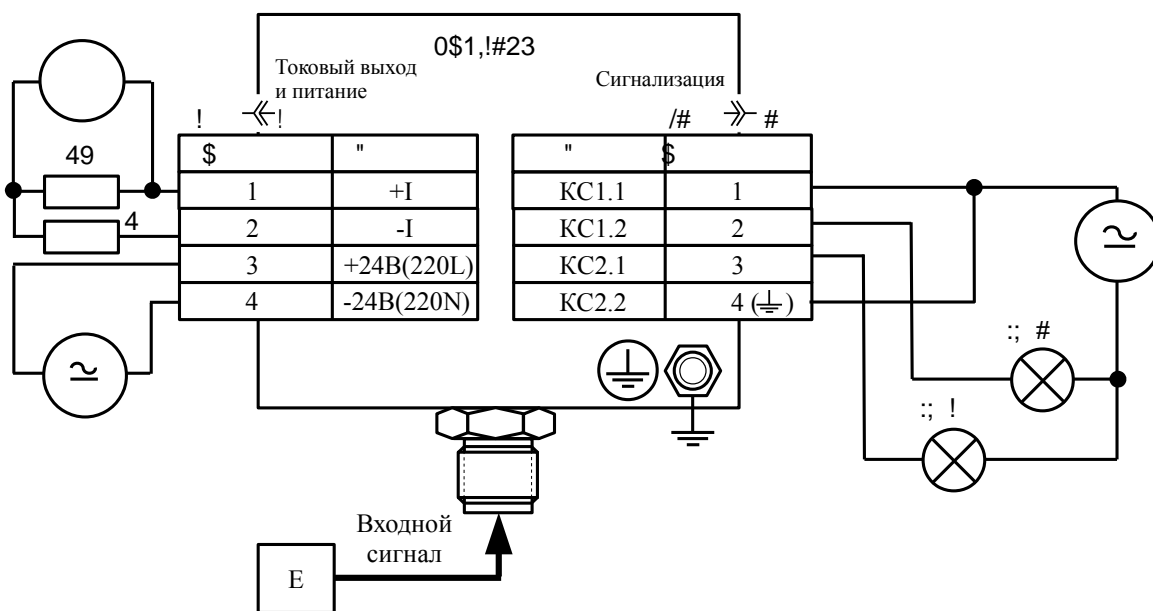 0$1,!#23
Токовый выход
и питание
Сигнализация
! !
/# #
49
4
$ "
1 +I
2 -I
3 +24В(220L)
4 -24В(220N)
" $
КС1.1 1
КС1.2 2
КС2.1 3
КС2.2 4 (⏚)
:; #
:; !
Входной
сигнал
Е